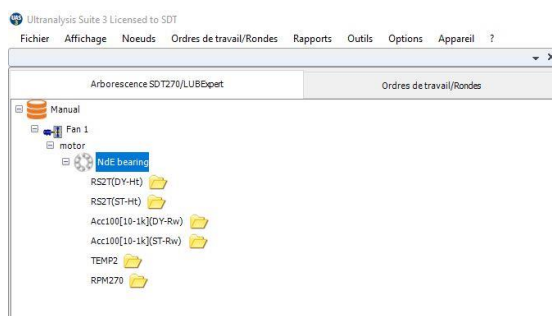 UAS Ultranalysis Suite 3 Licensed to SDT
Fichier Affichage Noeuds Ordres de travail/Rondes Rapports Outils Options Appareil ?
Arborescence SDT270/LUBExpert Ordres de travail/Rondes
Manual
Fan 1
motor
NdE bearing
RS2T(DY-Ht)
RS2T(ST-Ht)
Acc100[10-1k](DY-Rw)
Acc100[10-1k](ST-Rw)
TEMP2
RPM270